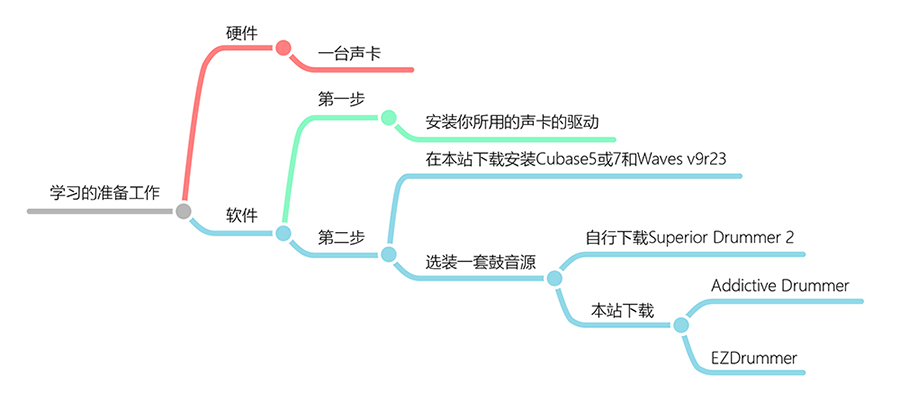 硬件
一台声卡
第一步
安装你所用的声卡的驱动
在本站下载安装Cubase5或7和Waves v9r23
学习的准备工作
软件
第二步
自行下载Superior Drummer 2
选装一套鼓音源
Addictive Drummer
本站下载
EZDrummer